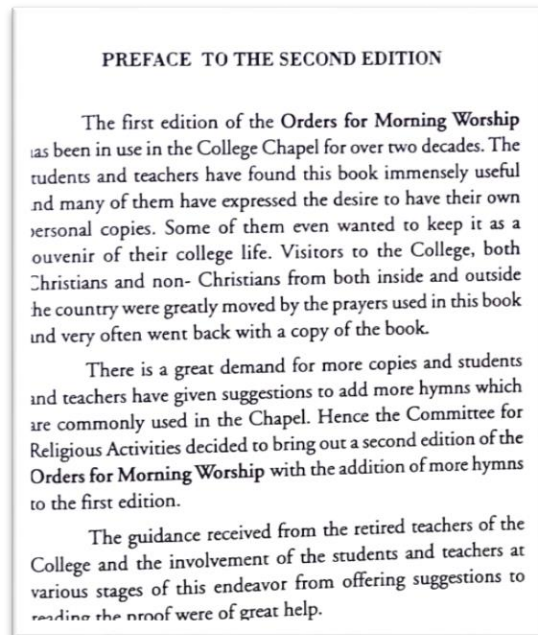 PREFACE TO THE SECOND EDITION
The first edition of the Orders for Morning Worship
as been in use in the College Chapel for over two decades. The
tudents and teachers have found this book immensely useful
nd many of them have expressed the desire to have their own
ersonal copies. Some of them even wanted to keep it as a
ouvenir of their college life. Visitors to the College, both
Christians and non- Christians from both inside and outside
he country were greatly moved by the prayers used in this book
and very often went back with a copy of the book.
There is a great demand for more copies and students
and teachers have given suggestions to add more hymns which
are commonly used in the Chapel. Hence the Committee for
Religious Activities decided to bring out a second edition of the
Orders for Morning Worship with the addition of more hymns
to the first edition.
The guidance received from the retired teachers of the
College and the involvement of the students and teachers at
various stages of this endeavor from offering suggestions to
reading the proof were of great help.